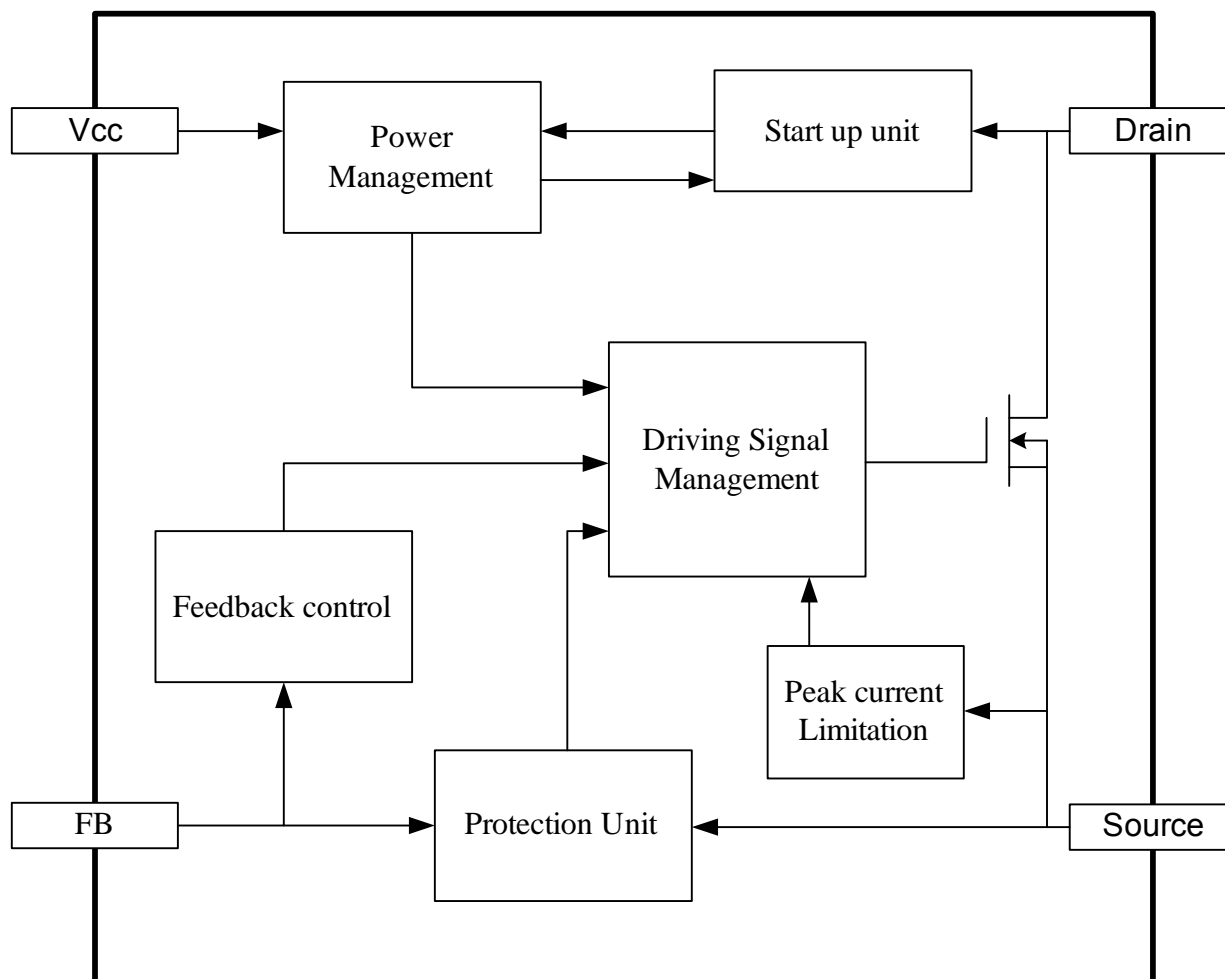 Vcc
Power
Management
Start up unit
Drain
Driving Signal
Management
Feedback control
Peak current
Limitation
FB
Protection Unit
Source